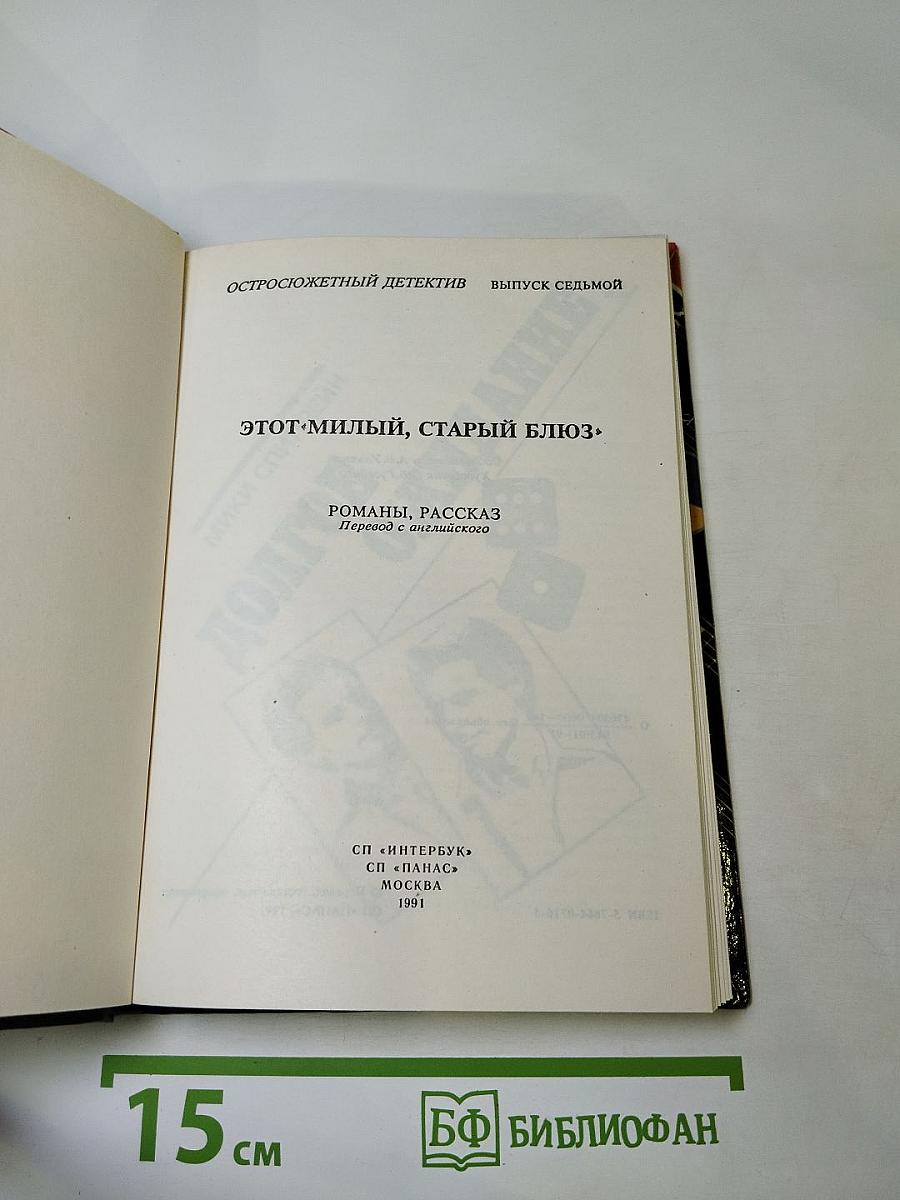 ОСТРОСЮЖЕТНЫЙ ДЕТЕКТИВ ВЫПУСК СЕДЬМОЙ
ЭТОТ «МИЛЫЙ, СТАРЫЙ БЛЮЗ»
РОМАНЫ, РАССКАЗ
Перевод с английского
СП «ИНТЕРБУК»
СП «ПАНАС»
МОСКВА
1991
15 см
БФ БИБЛИОФАН